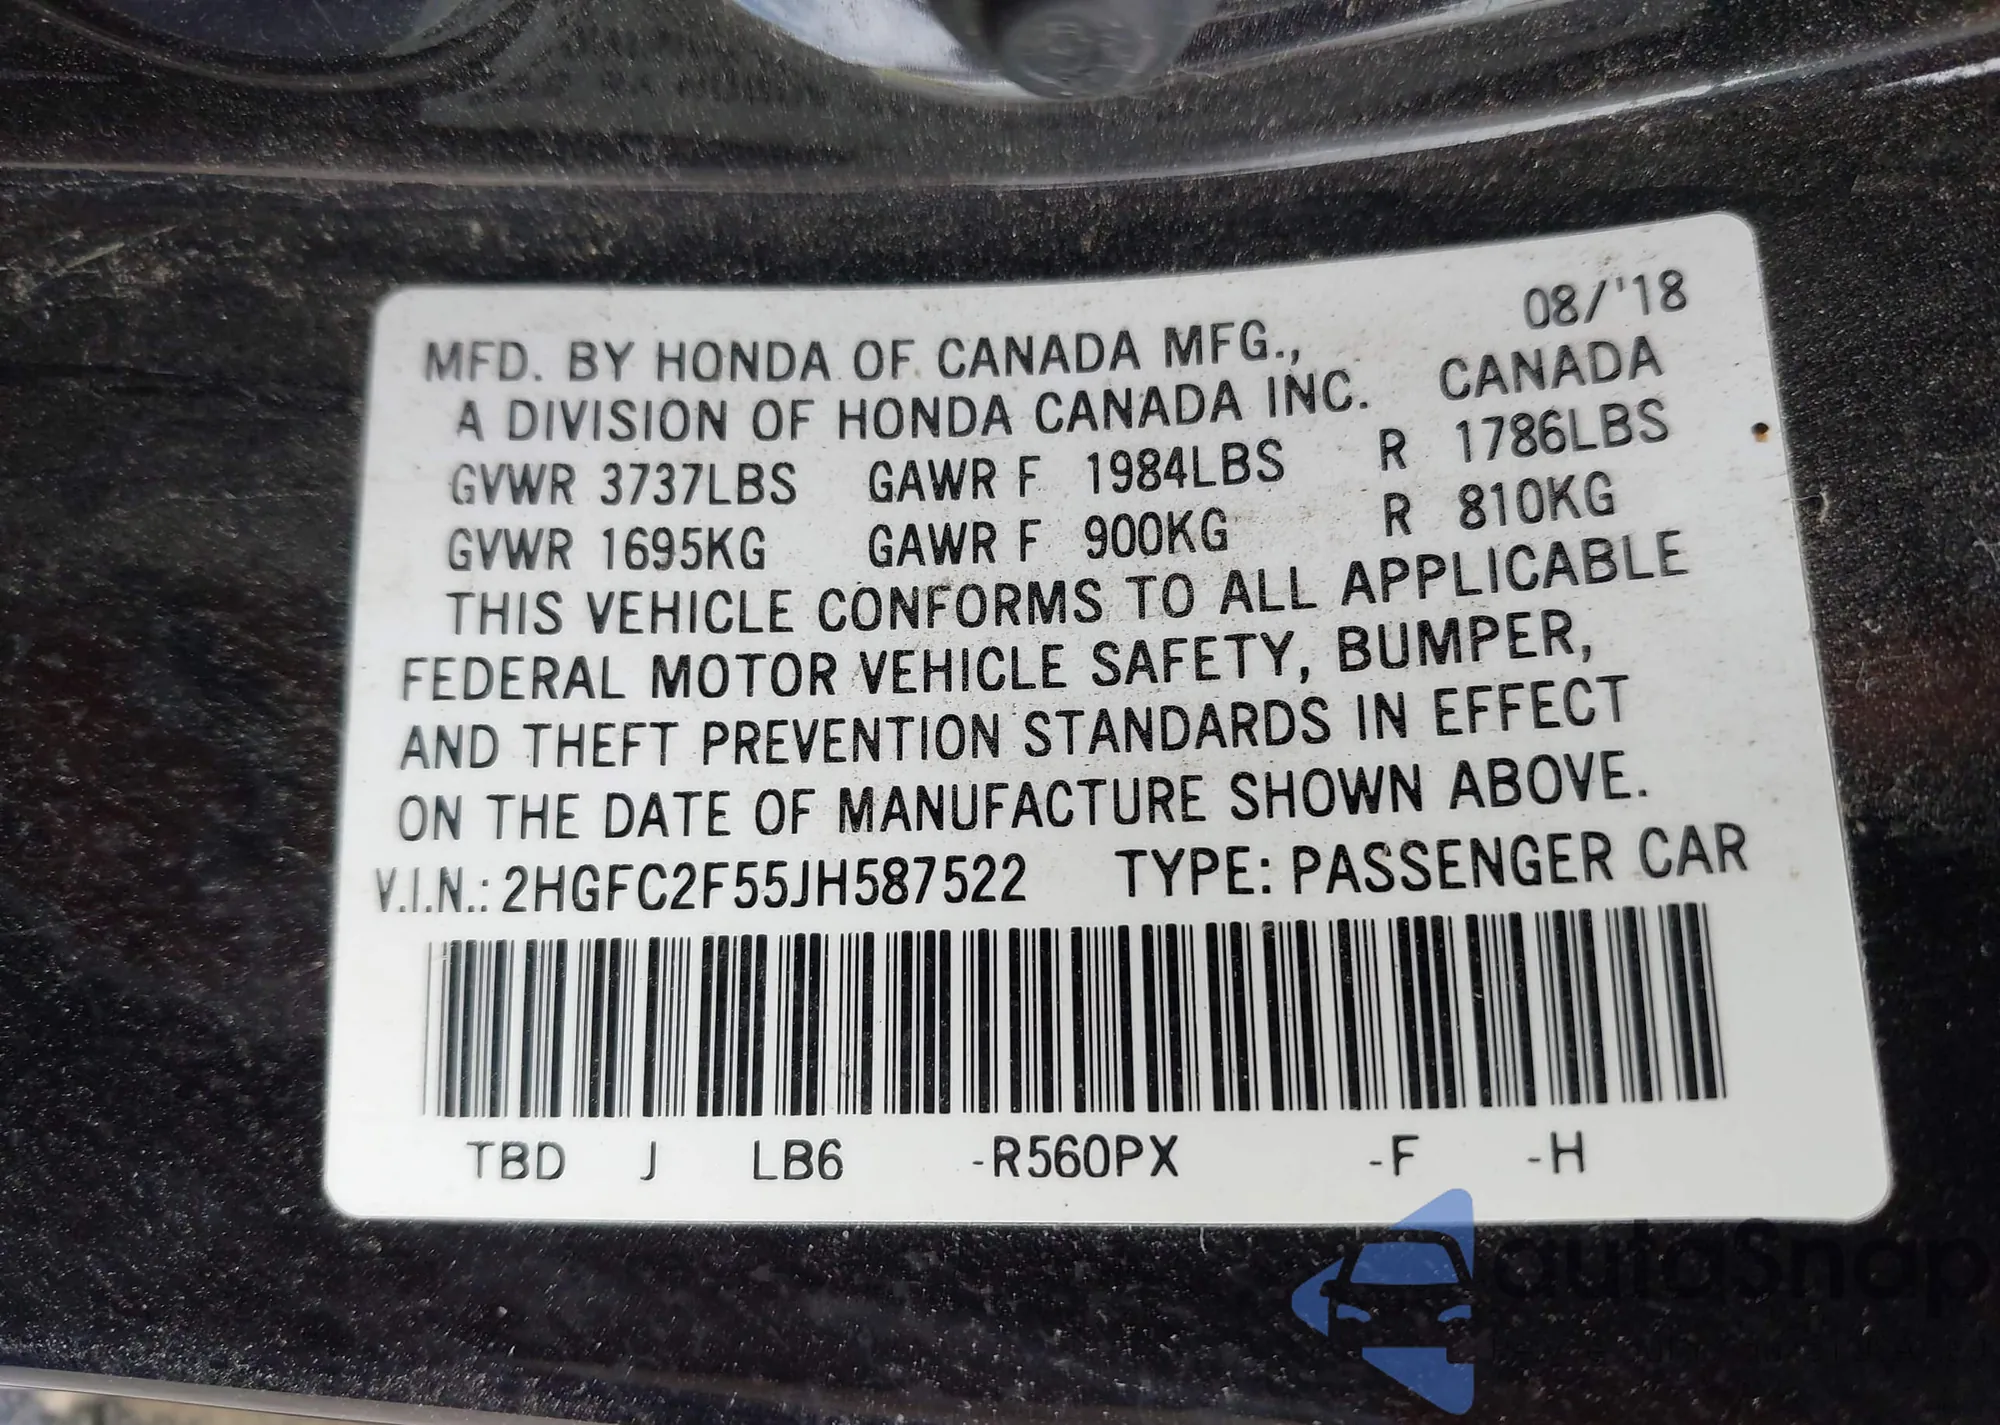 08/'18
MFD. BY HONDA OF CANADA MFG.,
A DIVISION OF HONDA CANADA INC. CANADA
GVWR 3737LBS GAWR F 1984LBS R 1786LBS
GVWR 1695KG GAWR F 900KG R 810KG
THIS VEHICLE CONFORMS TO ALL APPLICABLE
FEDERAL MOTOR VEHICLE SAFETY, BUMPER,
AND THEFT PREVENTION STANDARDS IN EFFECT
ON THE DATE OF MANUFACTURE SHOWN ABOVE.
V.I.N.: 2HGFC2F55JH587522 TYPE: PASSENGER CAR
TBD J LB6 -R560PX -F -H
autoSnap